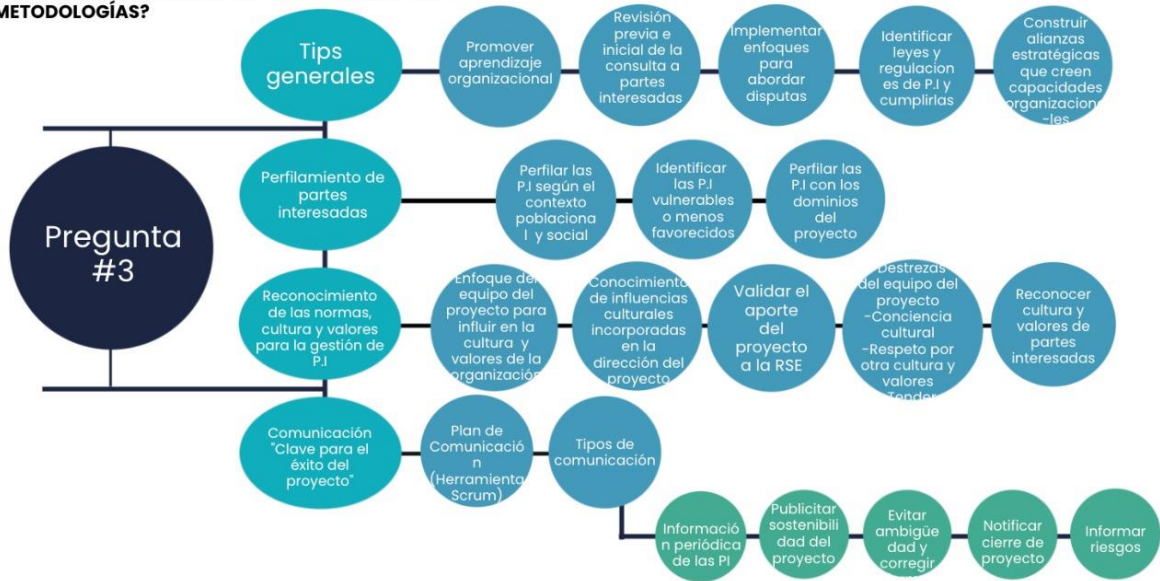 METODOLOGÍAS?
Pregunta
#3
Tips
generales
Promover
aprendizaje
organizacional
Revisión
previa e
inicial de la
consulta a
partes
interesadas
Implementar
enfoques
para
abordar
disputas
Identificar
leyes y
regulacion
es de P.I y
cumplirlas
Construir
alianzas
estratégicas
que creen
capacidades
organizaciona
-les
Perfilamiento de
partes
interesadas
Perfilar las
P.I según el
contexto
poblaciona
l y social
Identificar
las P.I
vulnerables
o menos
favorecidos
Perfilar las
P.I con los
dominios
del
proyecto
Reconocimiento
de las normas,
cultura y valores
para la gestión de
P.I
Enfoque del
equipo del
proyecto para
influir en la
cultura y
valores de la
organización
Conocimiento
de influencias
culturales
incorporadas
en la
dirección del
proyecto
Validar el
aporte
del
proyecto
a la RSE
Destrezas
del equipo del
proyecto
-Conciencia
cultural
-Respeto por
otra cultura y
valores
-Tender
Reconocer
cultura y
valores de
partes
interesadas
Comunicación
"Clave para el
éxito del
proyecto"
Plan de
Comunicació
n
(Herramienta
Scrum)
Tipos de
comunicación
Informació
n periódica
de las PI
Publicitar
sostenibili
dad del
proyecto
Evitar
ambigüe
dad y
corregir
Notificar
cierre de
proyecto
Informar
riesgos